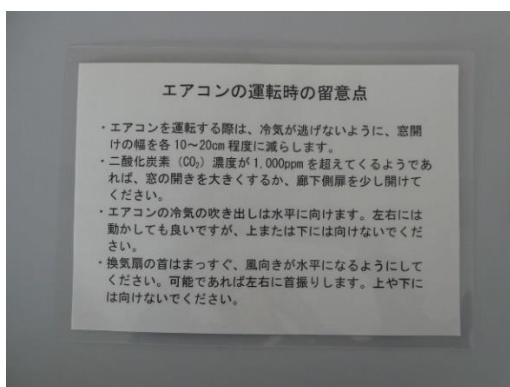 エアコンの運転時の留意点
・エアコンを運転する際は、冷気が逃げないように、窓開
けの幅を各10～20cm程度に減らします。
・二酸化炭素（CO₂）濃度が1,000ppmを超えてくるようであ
れば、窓の開きを大きくするか、廊下側扉を少し開けて
ください。
・エアコンの冷気の吹き出しは水平に向けます。左右には
動かしても良いですが、上または下には向けないでくだ
さい。
・換気扇の首はまっすぐ、風向きが水平になるようにして
ください。可能であれば左右に首振りします。上や下に
は向けないでください。